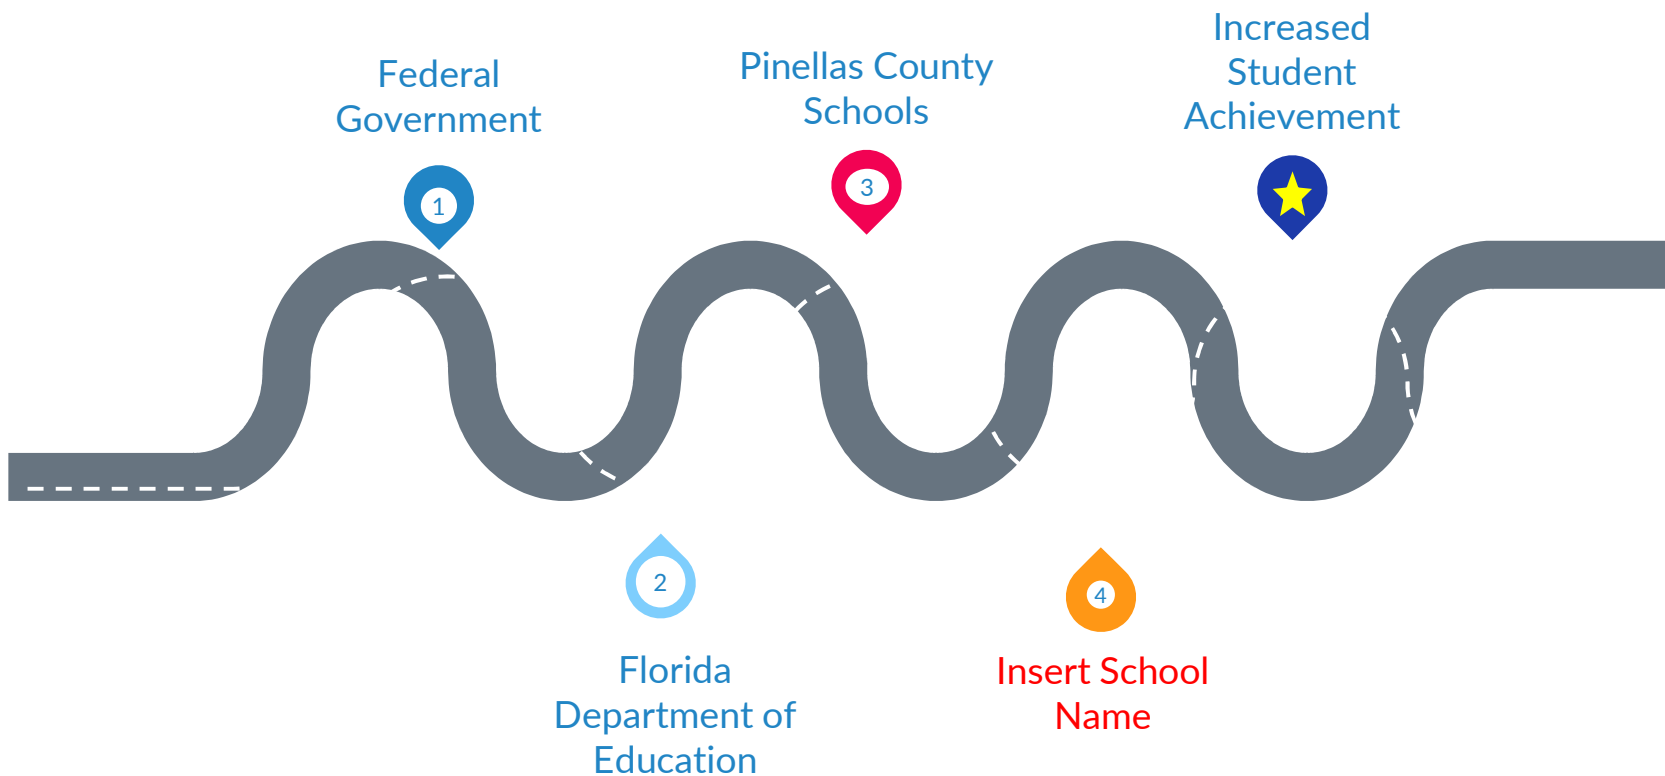 Federal
Government
1
2
Florida
Department of
Education
Pinellas County
Schools
3
4
Insert School
Name
Increased
Student
Achievement